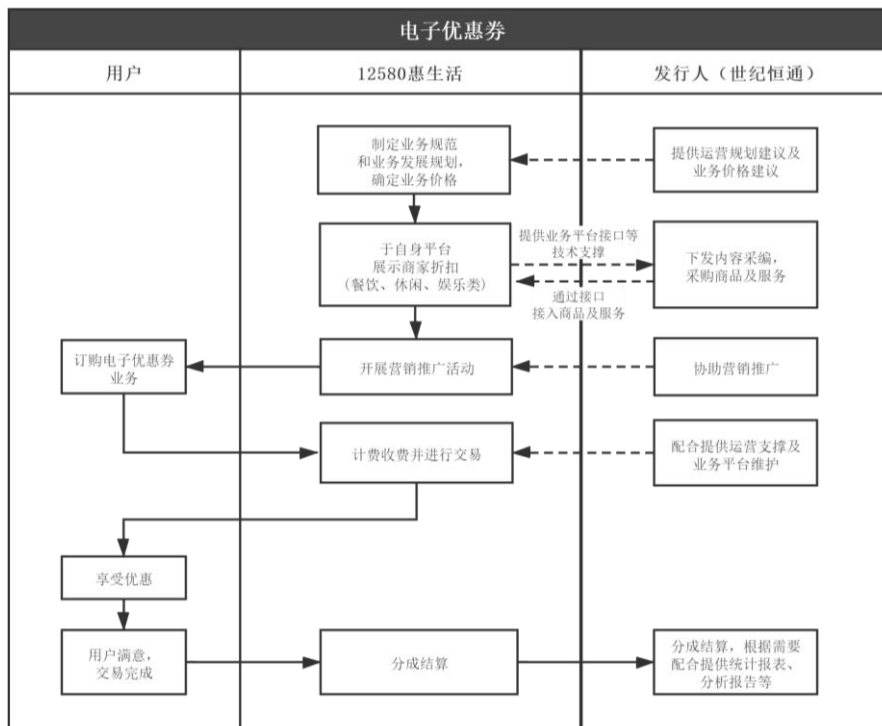 电子优惠券
用户
12580惠生活
发行人（世纪恒通）
制定业务规范
和业务发展规划，
确定业务价格
提供运营规划建议及
业务价格建议
于自身平台
展示商家折扣
（餐饮、休闲、娱乐类）
提供业务平台接口等
技术支撑
通过接口
接入商品及服务
下发内容采编，
采购商品及服务
订购电子优惠券
业务
开展营销推广活动
协助营销推广
计费收费并进行交易
配合提供运营支撑及
业务平台维护
享受优惠
用户满意，
交易完成
分成结算
分成结算，根据需要
配合提供统计报表、
分析报告等